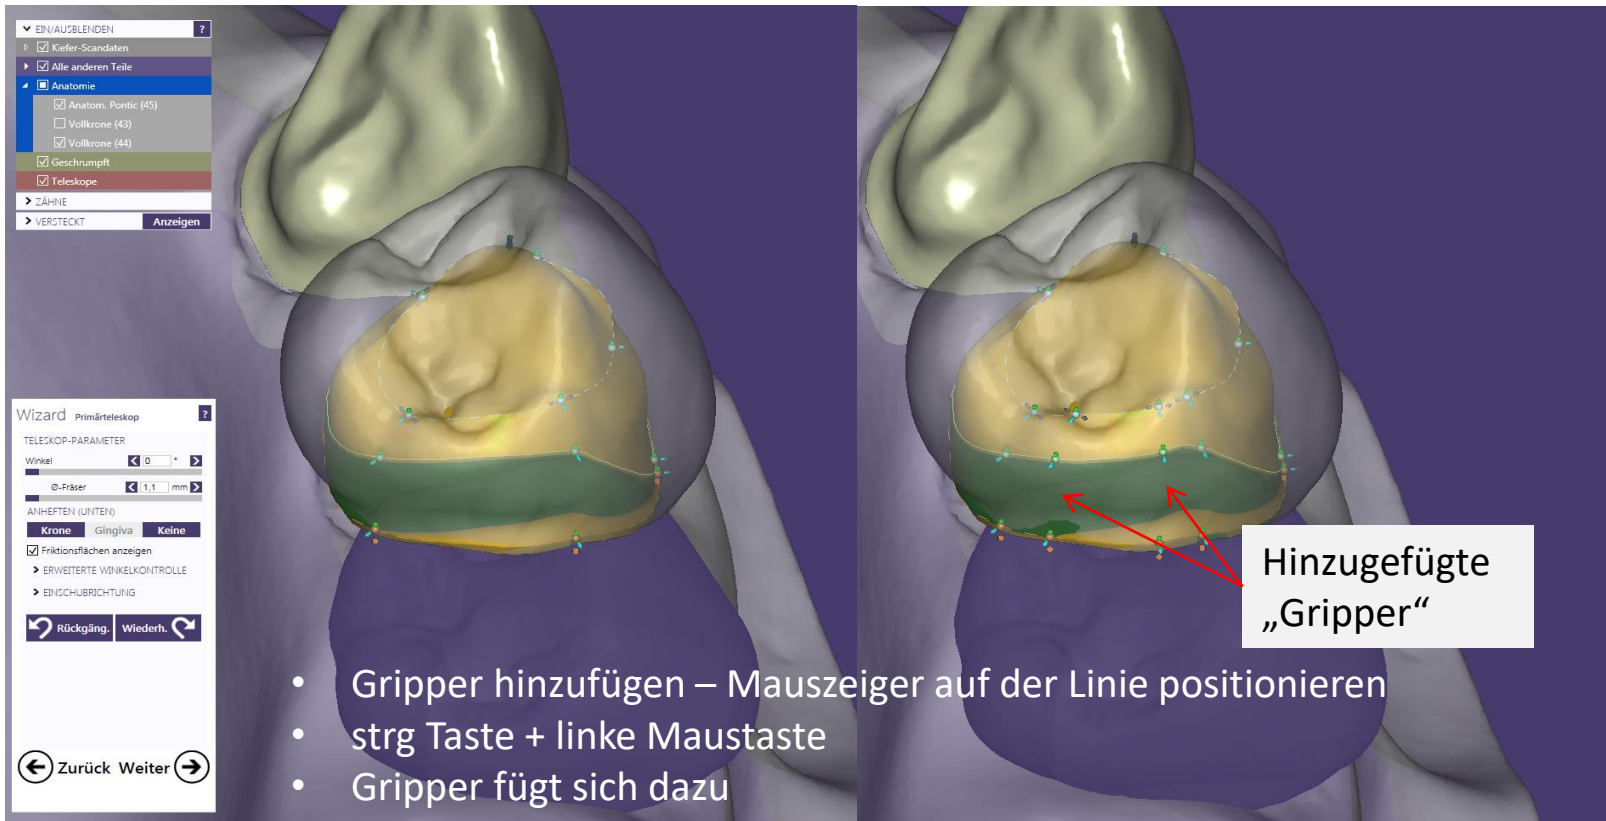 EIN/AUSBLENDEN ?
Kiefer-Scandaten
Alle anderen Teile
Anatomie
Anatom. Pontic (45)
Vollkrone (43)
Vollkrone (44)
Geschrumpft
Teleskope
ZÄHNE
VERSTECKT Anzeigen
Wizard Primärteleskop ?
TELESKOP-PARAMETER
Winkel 0 °
Ø-Fräser 1,1 mm
ANHEFTEN (UNTEN)
Krone Gingiva Keine
Friktionsflächen anzeigen
ERWEITERTE WINKELKONTROLLE
EINSCHUBRICHTUNG
Rückgäng. Wiederh.
Zurück Weiter
Hinzugefügte
„Gripper“
• Gripper hinzufügen – Mauszeiger auf der Linie positionieren
• strg Taste + linke Maustaste
• Gripper fügt sich dazu